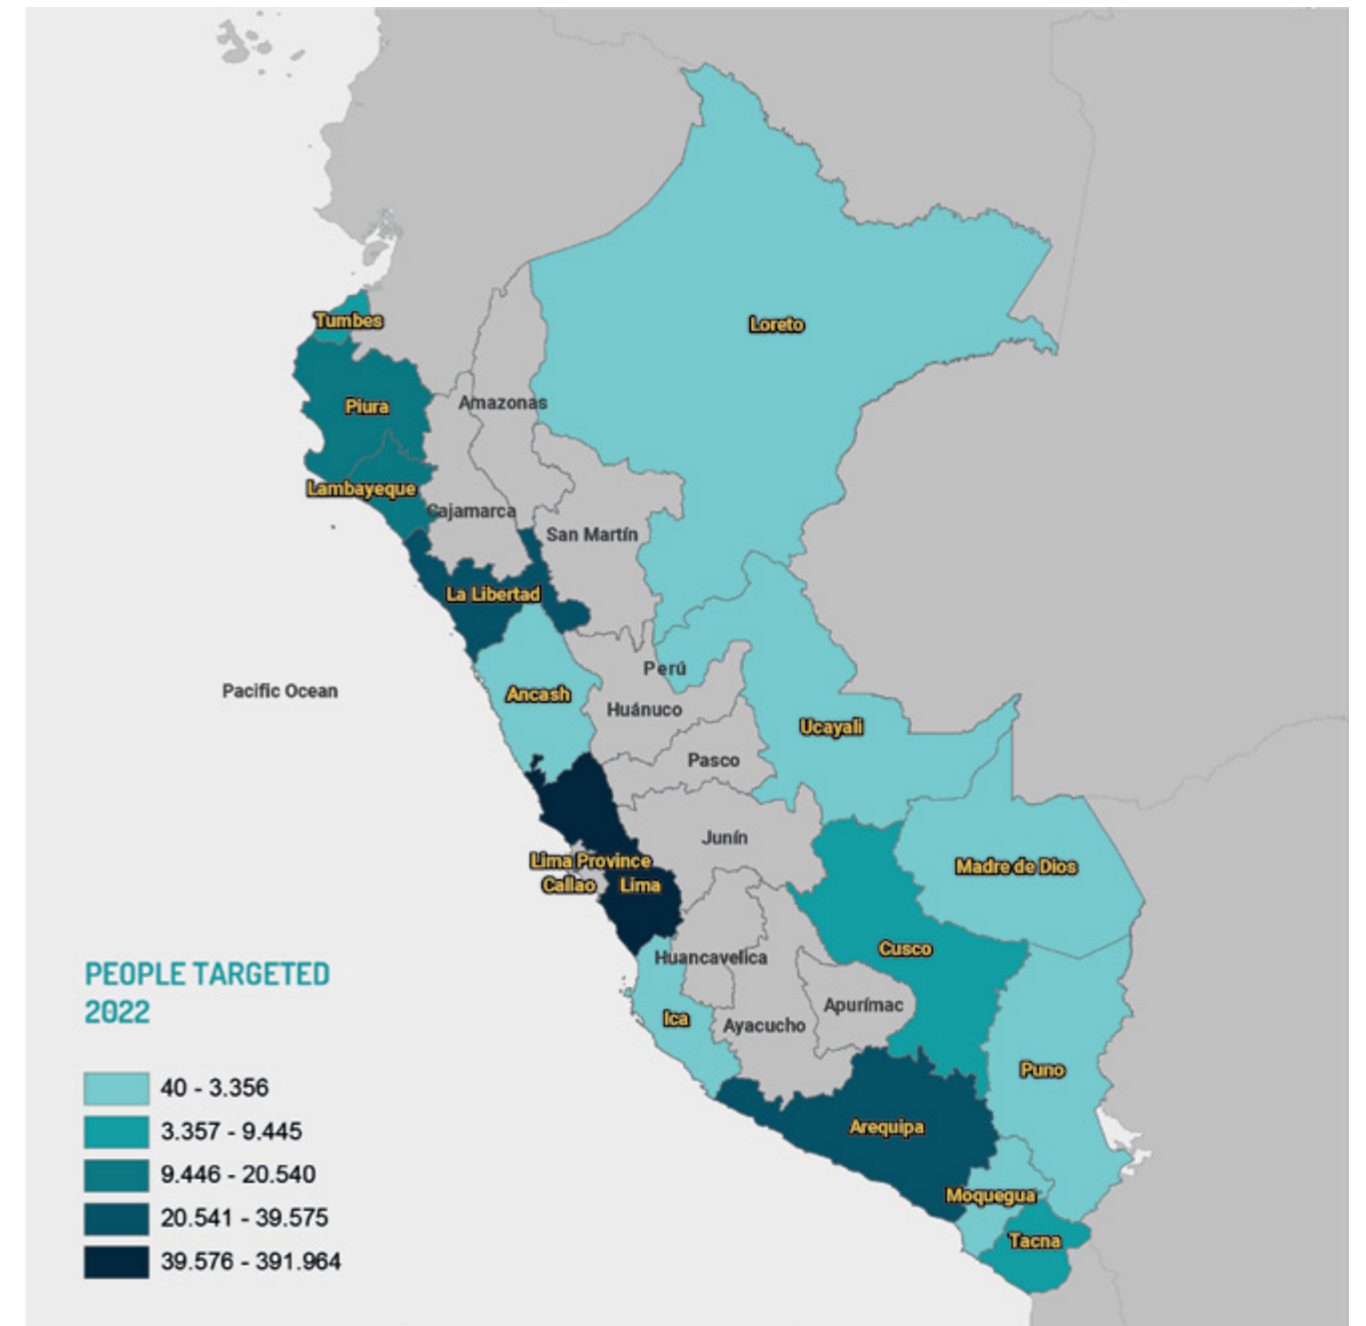 Loreto
Tumbes
Amazonas
Piura
Lambayeque
Cajamarca
San Martín
La Libertad
Perú
Pacific Ocean
Ancash
Huánuco
Ucayali
Pasco
Junín
Lima Province
Madre de Dios
Callao
Lima
Cusco
Huancavelica
Apurímac
Ica
Ayacucho
Puno
Arequipa
Moquegua
Tacna
PEOPLE TARGETED
2022
40 - 3.356
3.357 - 9.445
9.446 - 20.540
20.541 - 39.575
39.576 - 391.964